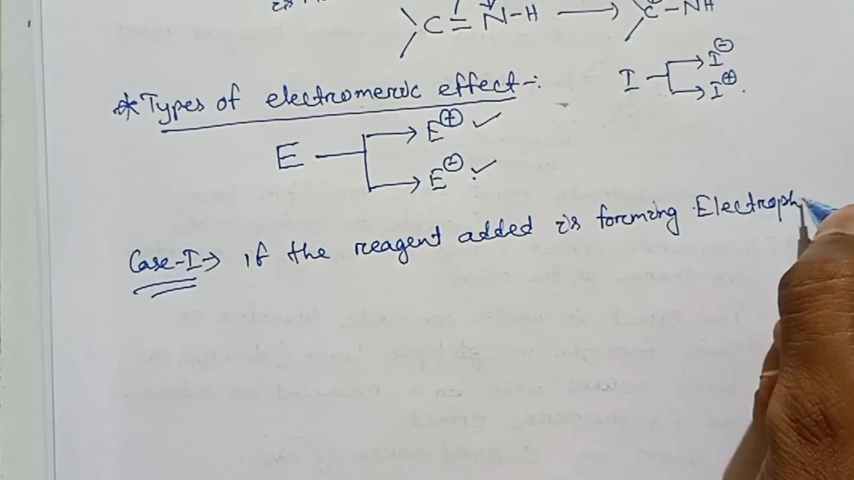 C=N-H → C-NH
*Types of electromeric effect-:
I → I⊖
→ I⊕.
E → E⊕ ✓
→ E⊖ ✓
Case-I→ if the reagent added is forming Electroph